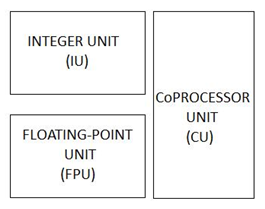 INTEGER UNIT
(IU)
FLOATING-POINT
UNIT
(FPU)
CoPROCESSOR
UNIT
(CU)